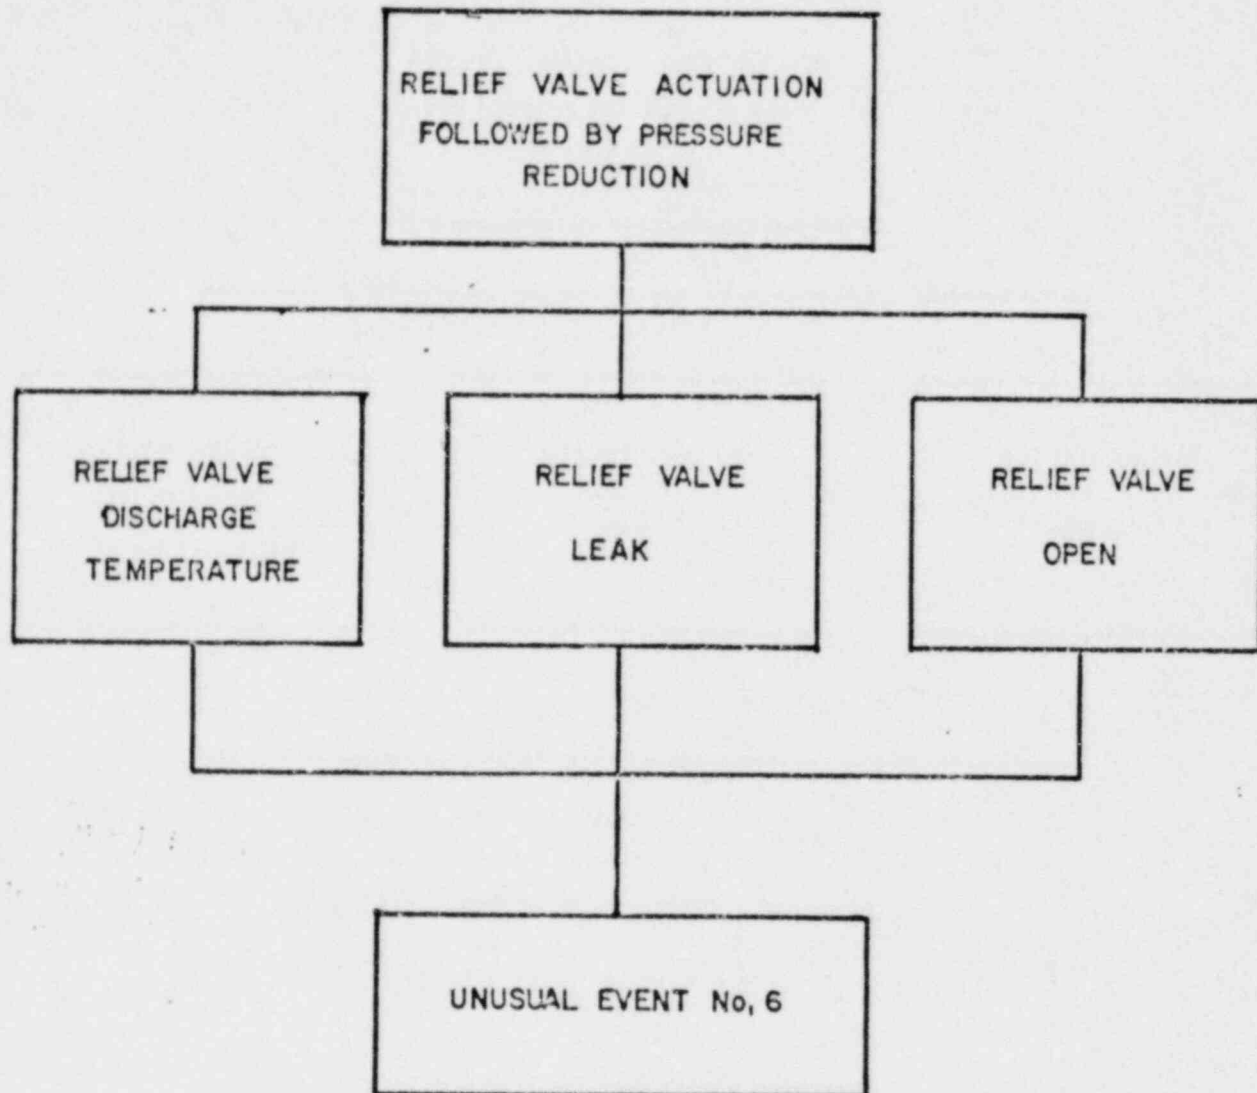 RELIEF VALVE ACTUATION
FOLLOWED BY PRESSURE
REDUCTION
RELIEF VALVE
DISCHARGE
TEMPERATURE
RELIEF VALVE
LEAK
RELIEF VALVE
OPEN
UNUSUAL EVENT No, 6